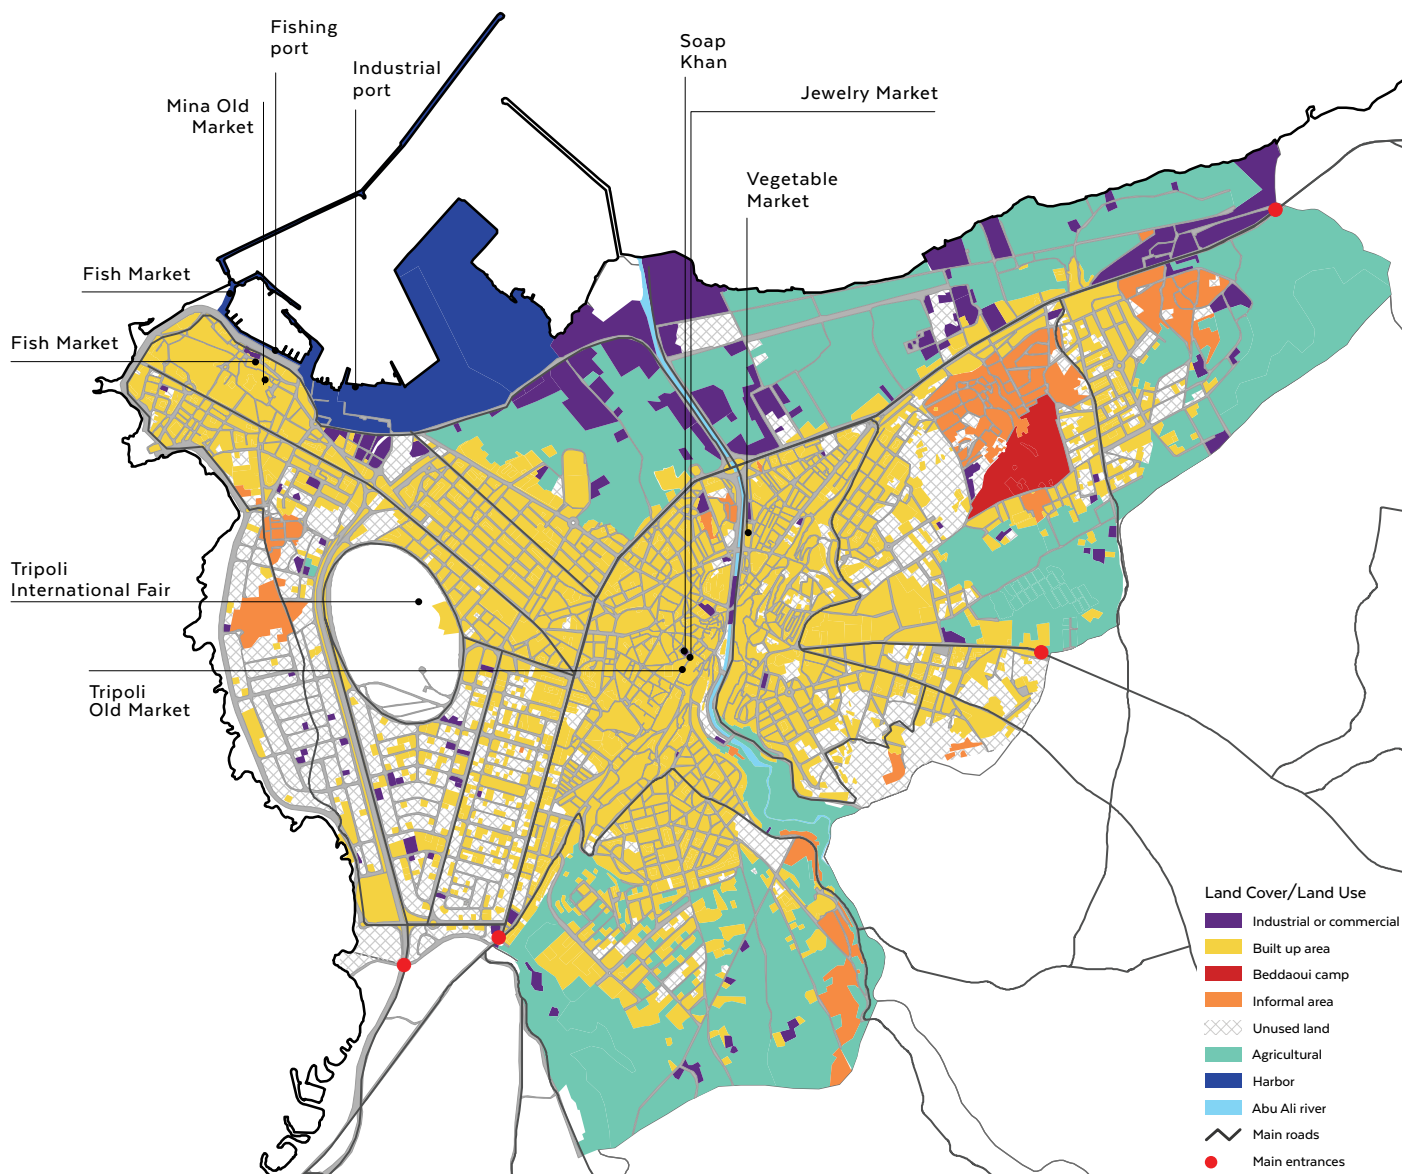 Fishing
port
Industrial
port
Mina Old
Market
Soap
Khan
Jewelry Market
Vegetable
Market
Fish Market
Fish Market
Tripoli
International Fair
Tripoli
Old Market
Land Cover/Land Use
Industrial or commercial
Built up area
Beddaoui camp
Informal area
Unused land
Agricultural
Harbor
Abu Ali river
Main roads
Main entrances